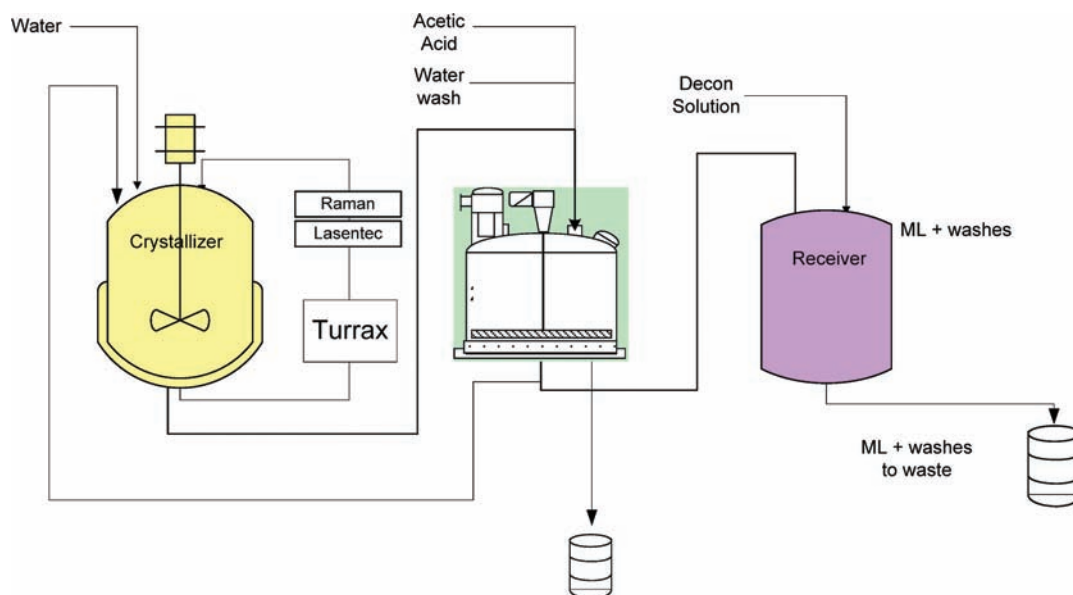 Water
Acetic
Acid
Water
wash
Decon
Solution
Raman
Lasentec
Crystallizer
Turrax
ML + washes
Receiver
ML + washes
to waste